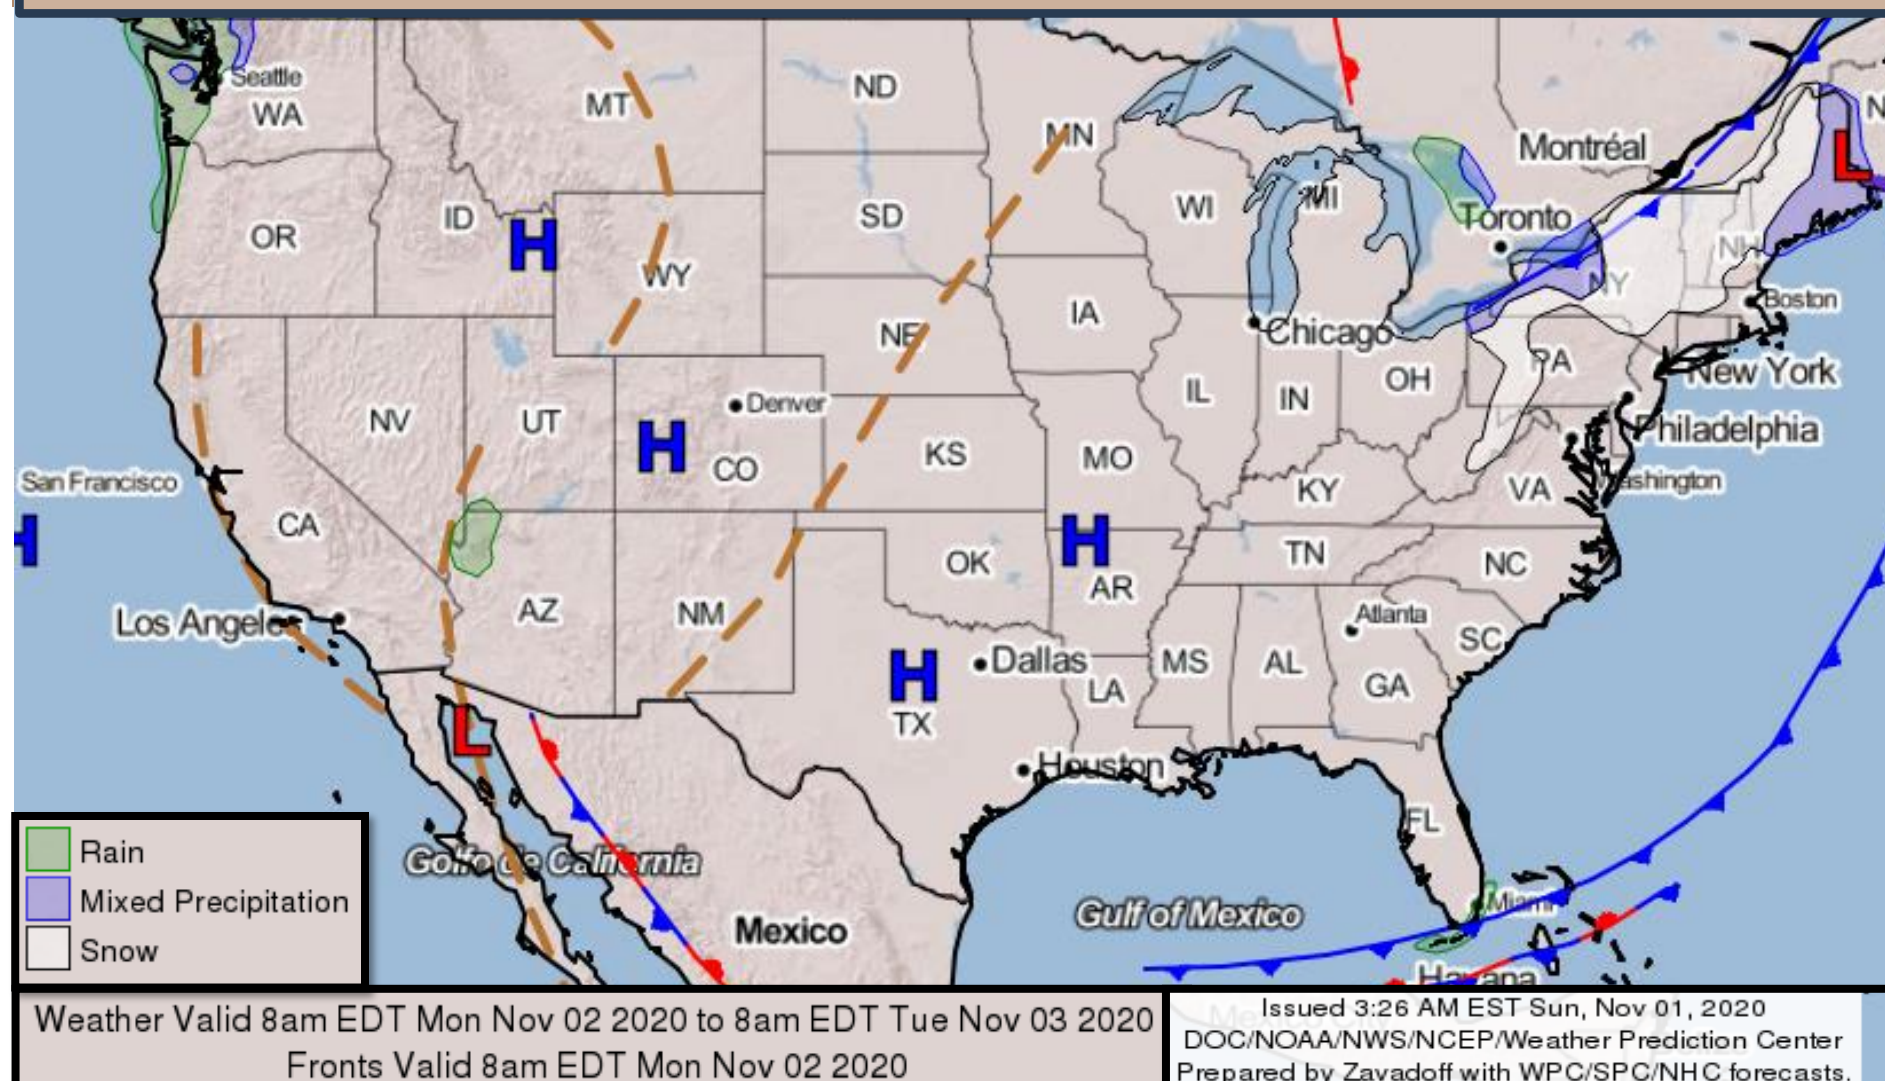 Seattle
WA
MT
ND
MN
Montréal
N
L
OR
ID
H
WY
SD
WI
MI
Toronto
NY
NH
Boston
NE
IA
Chicago
PA
New York
NV
UT
Denver
CO
KS
MO
IL
IN
OH
Philadelphia
H
San Francisco
KY
VA
Washington
H
CA
AZ
NM
OK
H
AR
TN
NC
Los Angeles
Atlanta
SC
Dallas
MS
AL
GA
H
TX
LA
L
Houston
FL
Rain
Mixed Precipitation
Snow
Golfo de California
Mexico
Gulf of Mexico
Miami
Havana
Weather Valid 8am EDT Mon Nov 02 2020 to 8am EDT Tue Nov 03 2020
Fronts Valid 8am EDT Mon Nov 02 2020
Mexico City
Issued 3:26 AM EST Sun, Nov 01, 2020
DOC/NOAA/NWS/NCEP/Weather Prediction Center
Prepared by Zavadoff with WPC/SPC/NHC forecasts.